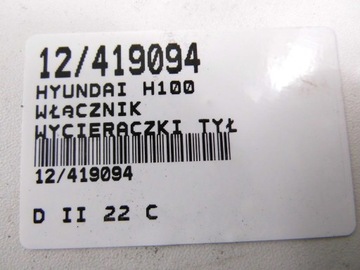 12/419094
HYUNDAI H100
WŁĄCZNIK
WYCIERACZKI TYŁ
12/419094
D II 22 C